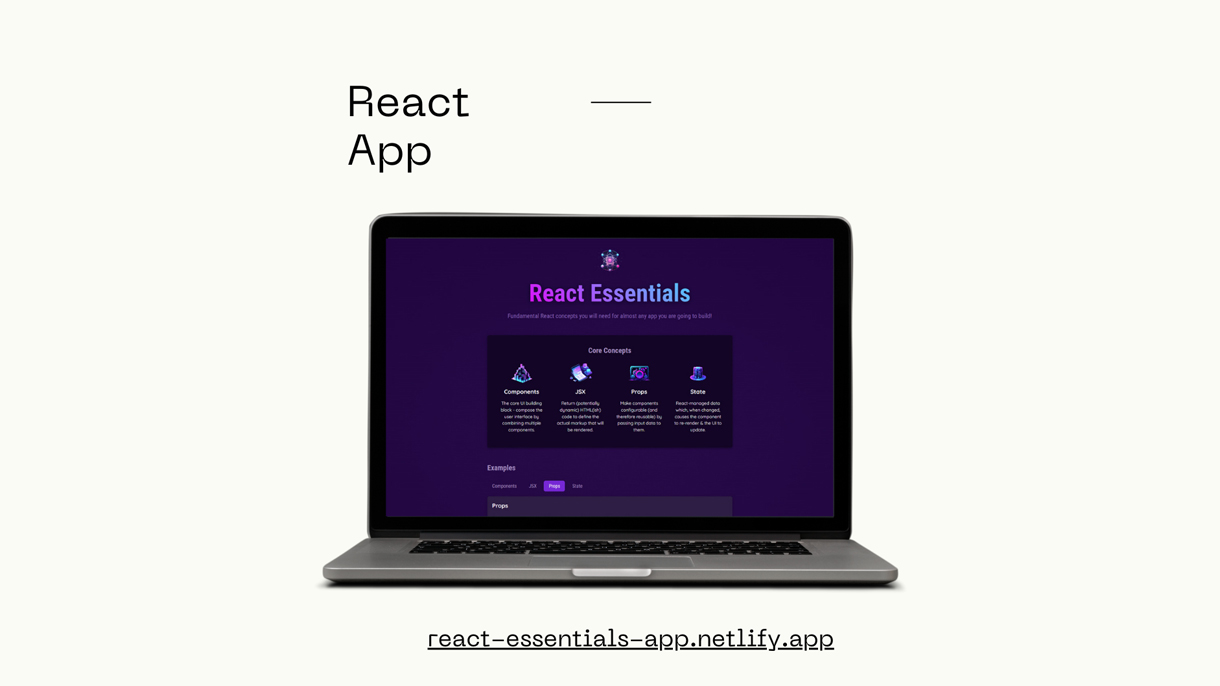 React
App
React Essentials
Fundamental React concepts you will need for almost any app you are going to build!
Core Concepts
Components
The core UI building
block - compose the
user interface by
combining multiple
components.
JSX
Return (potentially
dynamic) HTML(ish)
code to define the
actual markup that will
be rendered.
Props
Make components
configurable (and
therefore reusable) by
passing input data to
them.
State
React-managed data
which, when changed,
causes the component
to re-render & the UI to
update.
Examples
Components JSX Props State
Props
react-essentials-app.netlify.app